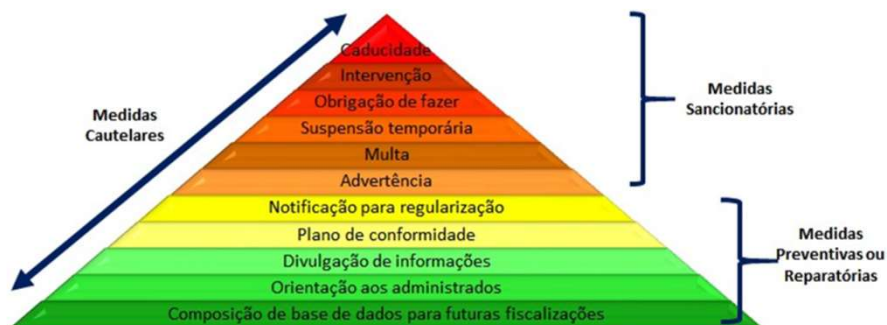 Caducidade
Intervenção
Obrigação de fazer
Suspensão temporária
Multa
Advertência
Notificação para regularização
Plano de conformidade
Divulgação de informações
Orientação aos administrados
Composição de base de dados para futuras fiscalizações
Medidas
Cautelares
Medidas
Sancionatórias
Medidas
Preventivas ou
Reparatórias